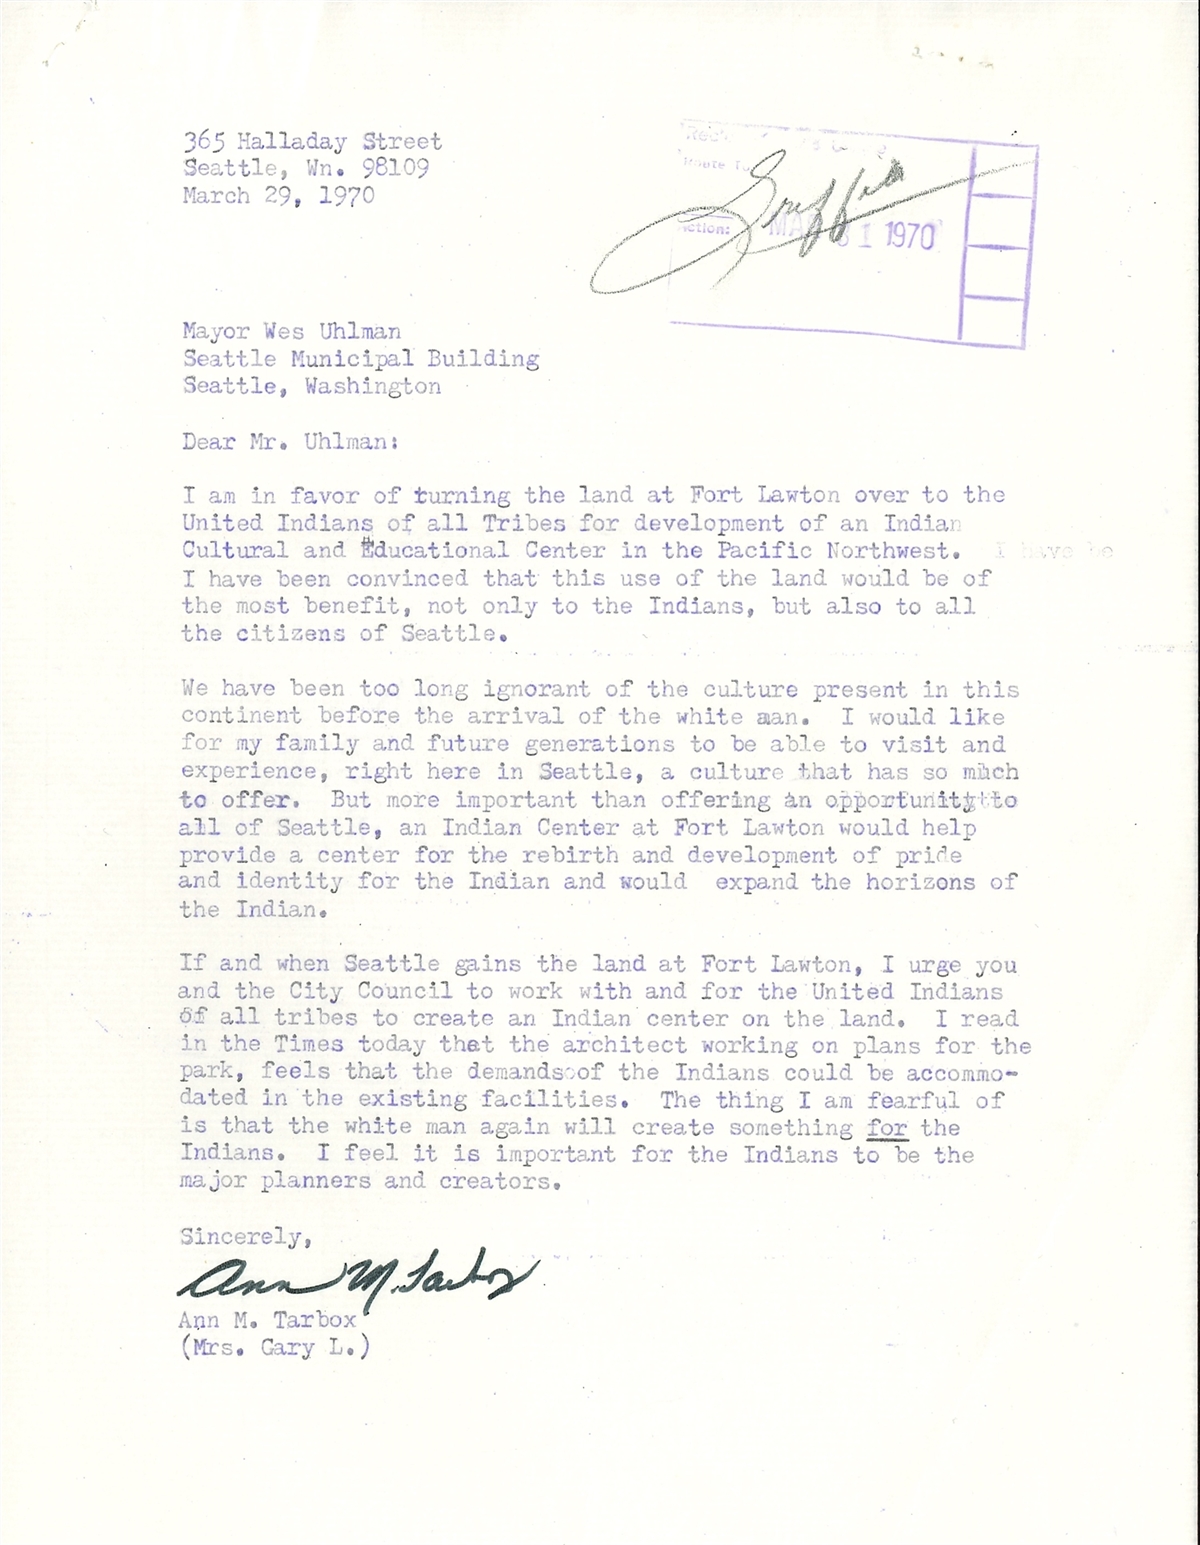 365 Halladay Street
Seattle, Wn. 98109
March 29, 1970
Rec'd
Route To
Action:
31 1970
Mayor Wes Uhlman
Seattle Municipal Building
Seattle, Washington
Dear Mr. Uhlman:
I am in favor of turning the land at Fort Lawton over to the
United Indians of all Tribes for development of an Indian
Cultural and Educational Center in the Pacific Northwest. I have be
I have been convinced that this use of the land would be of
the most benefit, not only to the Indians, but also to all
the citizens of Seattle.
We have been too long ignorant of the culture present in this
continent before the arrival of the white man. I would like
for my family and future generations to be able to visit and
experience, right here in Seattle, a culture that has so much
to offer. But more important than offering an opportunity to
all of Seattle, an Indian Center at Fort Lawton would help
provide a center for the rebirth and development of pride
and identity for the Indian and would expand the horizons of
the Indian.
If and when Seattle gains the land at Fort Lawton, I urge you
and the City Council to work with and for the United Indians
of all tribes to create an Indian center on the land. I read
in the Times today that the architect working on plans for the
park, feels that the demands of the Indians could be accommo-
dated in the existing facilities. The thing I am fearful of
is that the white man again will create something for the
Indians. I feel it is important for the Indians to be the
major planners and creators.
Sincerely,
Ann M. Tarbox
Ann M. Tarbox
(Mrs. Gary L.)